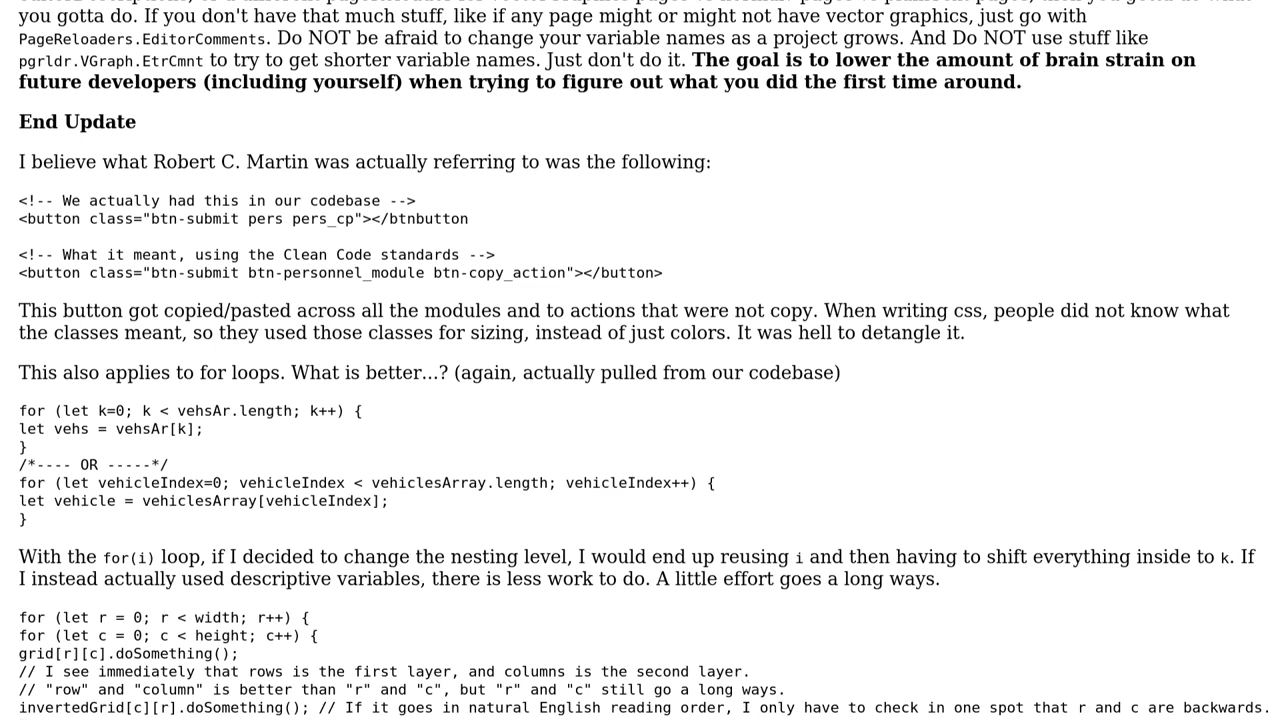 you gotta do. If you don't have that much stuff, like if any page might or might not have vector graphics, just go with
PageReloaders.EditorComments. Do NOT be afraid to change your variable names as a project grows. And Do NOT use stuff like
pgrldr.VGraph.EtrCmnt to try to get shorter variable names. Just don't do it. The goal is to lower the amount of brain strain on
future developers (including yourself) when trying to figure out what you did the first time around.
End Update
I believe what Robert C. Martin was actually referring to was the following:
<!-- We actually had this in our codebase -->
<button class="btn-submit pers pers_cp"></btnbutton
<!-- What it meant, using the Clean Code standards -->
<button class="btn-submit btn-personnel_module btn-copy_action"></button>
This button got copied/pasted across all the modules and to actions that were not copy. When writing css, people did not know what
the classes meant, so they used those classes for sizing, instead of just colors. It was hell to detangle it.
This also applies to for loops. What is better...? (again, actually pulled from our codebase)
for (let k=0; k < vehsAr.length; k++) {
let vehs = vehsAr[k];
}
/*---- OR -----*/
for (let vehicleIndex=0; vehicleIndex < vehiclesArray.length; vehicleIndex++) {
let vehicle = vehiclesArray[vehicleIndex];
}
With the for(i) loop, if I decided to change the nesting level, I would end up reusing i and then having to shift everything inside to k. If
I instead actually used descriptive variables, there is less work to do. A little effort goes a long ways.
for (let r = 0; r < width; r++) {
for (let c = 0; c < height; c++) {
grid[r][c].doSomething();
// I see immediately that rows is the first layer, and columns is the second layer.
// "row" and "column" is better than "r" and "c", but "r" and "c" still go a long ways.
invertedGrid[c][r].doSomething(); // If it goes in natural English reading order, I only have to check in one spot that r and c are backwards.